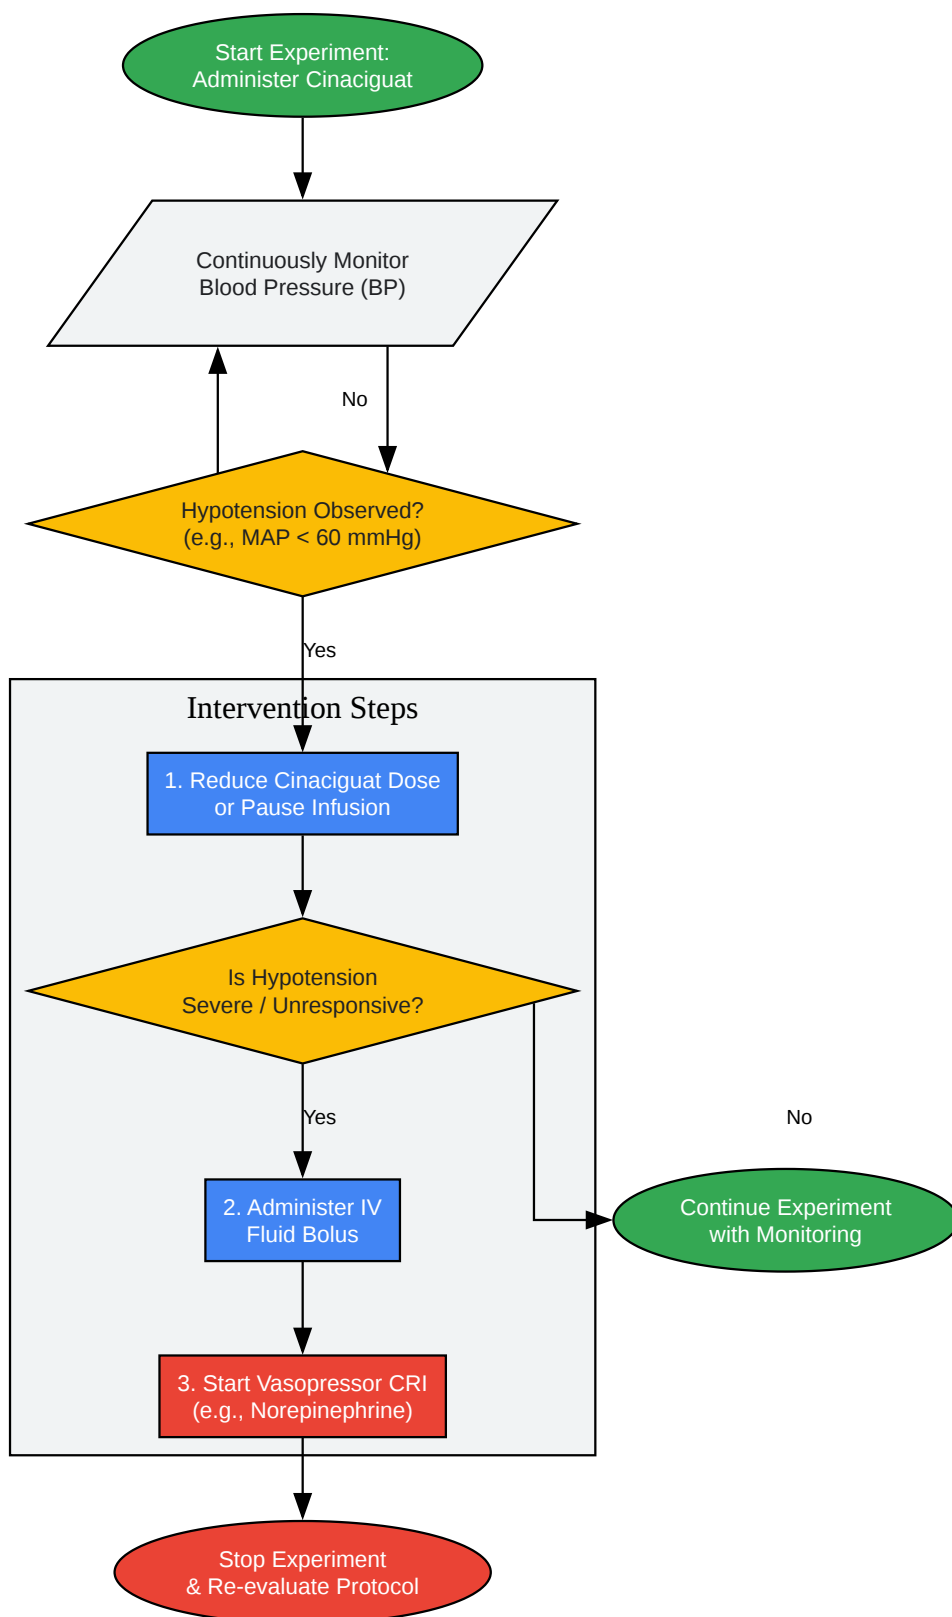 Start Experiment:
Administer Cinaciguat
Continuously Monitor
Blood Pressure (BP)
No
Hypotension Observed?
(e.g., MAP < 60 mmHg)
Yes
Intervention Steps
1. Reduce Cinaciguat Dose
or Pause Infusion
Is Hypotension
Severe / Unresponsive?
Yes
No
2. Administer IV
Fluid Bolus
Continue Experiment
with Monitoring
3. Start Vasopressor CRI
(e.g., Norepinephrine)
Stop Experiment
& Re-evaluate Protocol